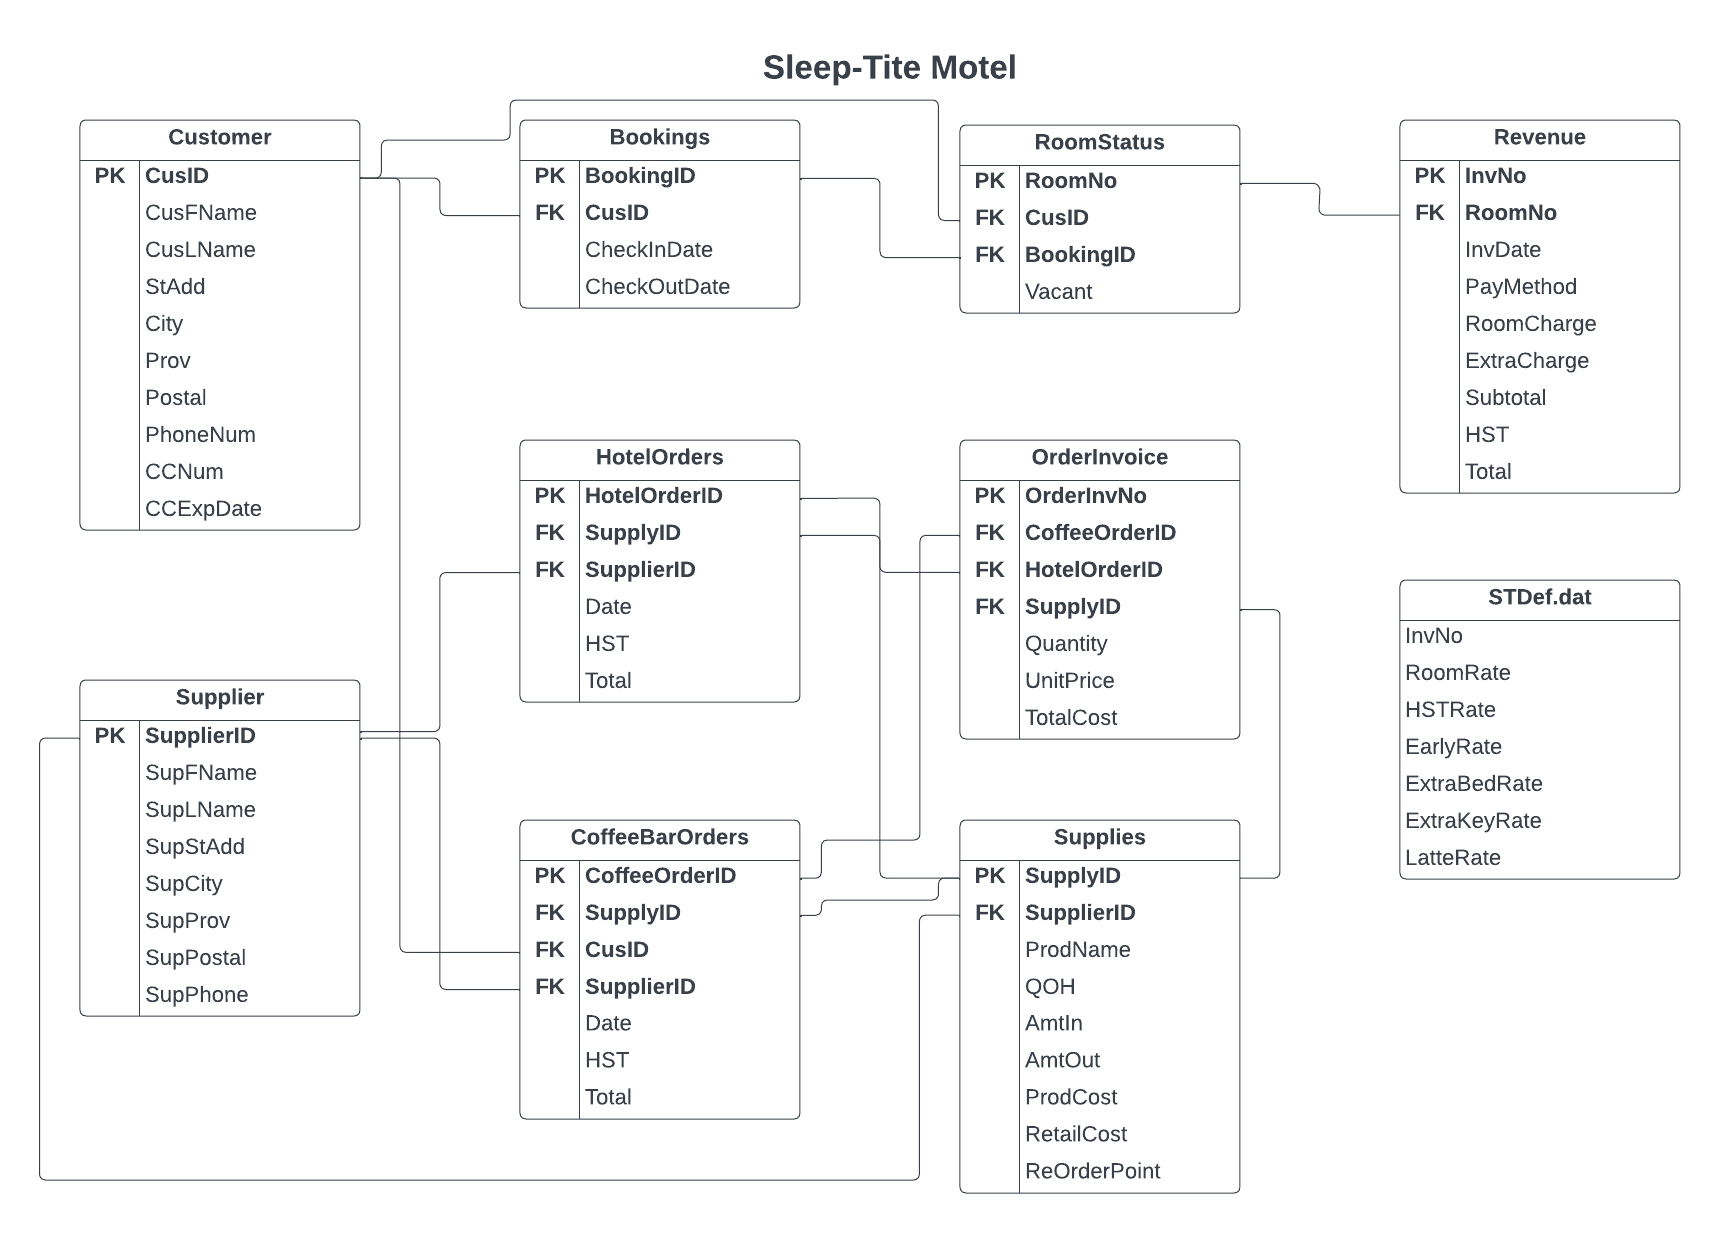 Sleep-Tite Motel
Customer
PK CusID
CusFName
CusLName
StAdd
City
Prov
Postal
PhoneNum
CCNum
CCExpDate
Bookings
PK BookingID
FK CusID
CheckInDate
CheckOutDate
RoomStatus
PK RoomNo
FK CusID
FK BookingID
Vacant
Revenue
PK InvNo
FK RoomNo
InvDate
PayMethod
RoomCharge
ExtraCharge
Subtotal
HST
Total
HotelOrders
PK HotelOrderID
FK SupplyID
FK SupplierID
Date
HST
Total
OrderInvoice
PK OrderInvNo
FK CoffeeOrderID
FK HotelOrderID
FK SupplyID
Quantity
UnitPrice
TotalCost
STDef.dat
InvNo
RoomRate
HSTRate
EarlyRate
ExtraBedRate
ExtraKeyRate
LatteRate
Supplier
PK SupplierID
SupFName
SupLName
SupStAdd
SupCity
SupProv
SupPostal
SupPhone
CoffeeBarOrders
PK CoffeeOrderID
FK SupplyID
FK CusID
FK SupplierID
Date
HST
Total
Supplies
PK SupplyID
FK SupplierID
ProdName
QOH
AmtIn
AmtOut
ProdCost
RetailCost
ReOrderPoint